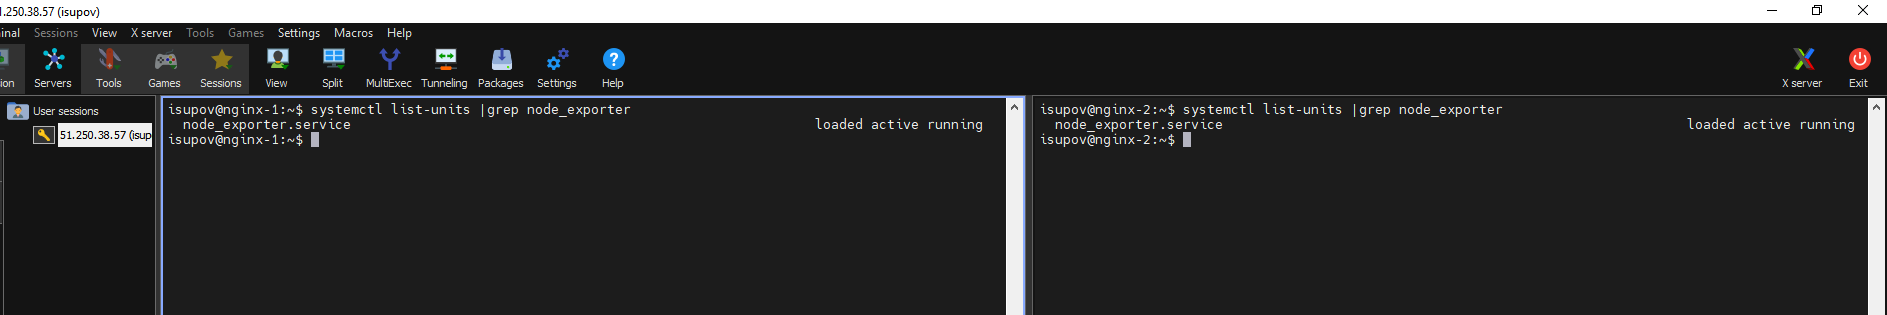 1.250.38.57 (isupov)
inal Sessions View X server Tools Games Settings Macros Help
ion Servers Tools Games Sessions View Split MultiExec Tunneling Packages Settings Help X server Exit
User sessions
51.250.38.57 (isup
isupov@nginx-1:~$ systemctl list-units |grep node_exporter
node_exporter.service loaded active running
isupov@nginx-1:~$
isupov@nginx-2:~$ systemctl list-units |grep node_exporter
node_exporter.service loaded active running
isupov@nginx-2:~$